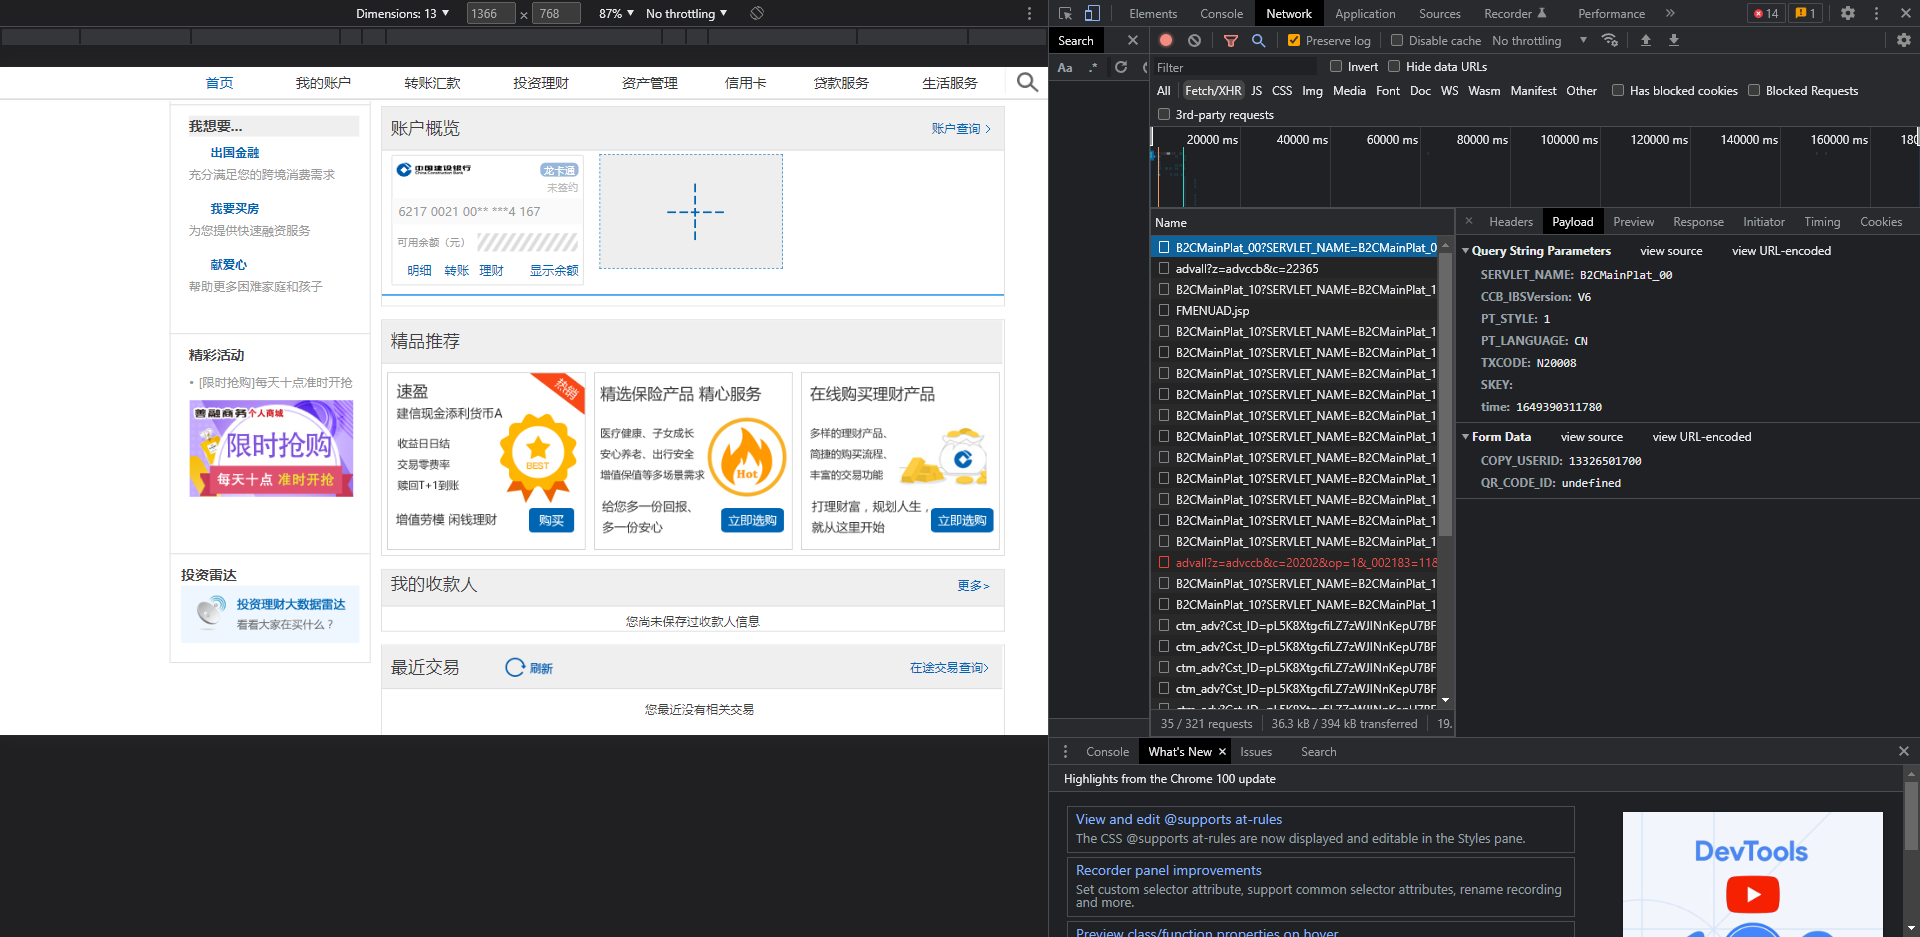 Dimensions: 13 ▼ 1366 × 768 87% ▼ No throttling ▼
首页 我的账户 转账汇款 投资理财 资产管理 信用卡 贷款服务 生活服务
我想要...
出国金融
充分满足您的跨境消费需求
我要买房
为您提供快速融资服务
献爱心
帮助更多困难家庭和孩子
精彩活动
• [限时抢购]每天十点准时开抢
善融商务 个人商城
限时抢购
每天十点 准时开抢
投资雷达
投资理财大数据雷达
看看大家在买什么？
账户概览 账户查询 >
中国建设银行 龙卡通
China Construction Bank
未签约
6217 0021 00** ***4 167
可用余额（元）
明细 转账 理财 显示余额
精品推荐
速盈 热销
建信现金添利货币A
收益日日结
交易零费率
赎回T+1到账
BEST
增值劳模 闲钱理财 购买
精选保险产品 精心服务
医疗健康、子女成长
安心养老、出行安全
增值保值等多场景需求
Hot
给您多一份回报、
多一份安心 立即选购
在线购买理财产品
多样的理财产品、
简捷的购买流程、
丰富的交易功能
打理财富，规划人生，
就从这里开始 立即选购
我的收款人 更多>
您尚未保存过收款人信息
最近交易 刷新 在途交易查询>
您最近没有相关交易
Elements Console Network Application Sources Recorder Performance » 14 1
Search × Preserve log Disable cache No throttling ▼
Aa .* Filter Invert Hide data URLs
All Fetch/XHR JS CSS Img Media Font Doc WS Wasm Manifest Other Has blocked cookies Blocked Requests
3rd-party requests
20000 ms 40000 ms 60000 ms 80000 ms 100000 ms 120000 ms 140000 ms 160000 ms 180
Name
B2CMainPlat_00?SERVLET_NAME=B2CMainPlat_0
advall?z=advccb&c=22365
B2CMainPlat_10?SERVLET_NAME=B2CMainPlat_1
FMENUAD.jsp
B2CMainPlat_10?SERVLET_NAME=B2CMainPlat_1
B2CMainPlat_10?SERVLET_NAME=B2CMainPlat_1
B2CMainPlat_10?SERVLET_NAME=B2CMainPlat_1
B2CMainPlat_10?SERVLET_NAME=B2CMainPlat_1
B2CMainPlat_10?SERVLET_NAME=B2CMainPlat_1
B2CMainPlat_10?SERVLET_NAME=B2CMainPlat_1
B2CMainPlat_10?SERVLET_NAME=B2CMainPlat_1
B2CMainPlat_10?SERVLET_NAME=B2CMainPlat_1
B2CMainPlat_10?SERVLET_NAME=B2CMainPlat_1
B2CMainPlat_10?SERVLET_NAME=B2CMainPlat_1
B2CMainPlat_10?SERVLET_NAME=B2CMainPlat_1
advall?z=advccb&c=20202&op=1&_002183=11&
B2CMainPlat_10?SERVLET_NAME=B2CMainPlat_1
B2CMainPlat_10?SERVLET_NAME=B2CMainPlat_1
ctm_adv?Cst_ID=pL5K8XtgcfiLZ7zWJINnKepU7BF
ctm_adv?Cst_ID=pL5K8XtgcfiLZ7zWJINnKepU7BF
ctm_adv?Cst_ID=pL5K8XtgcfiLZ7zWJINnKepU7BF
ctm_adv?Cst_ID=pL5K8XtgcfiLZ7zWJINnKepU7BF
35 / 321 requests 36.3 kB / 394 kB transferred 19.
× Headers Payload Preview Response Initiator Timing Cookies
▼ Query String Parameters view source view URL-encoded
SERVLET_NAME: B2CMainPlat_00
CCB_IBSVersion: V6
PT_STYLE: 1
PT_LANGUAGE: CN
TXCODE: N20008
SKEY:
time: 1649390311780
▼ Form Data view source view URL-encoded
COPY_USERID: 13326501700
QR_CODE_ID: undefined
Console What's New × Issues Search
Highlights from the Chrome 100 update
View and edit @supports at-rules
The CSS @supports at-rules are now displayed and editable in the Styles pane.
Recorder panel improvements
Set custom selector attribute, support common selector attributes, rename recording
and more.
Preview class/function properties on hover
DevTools